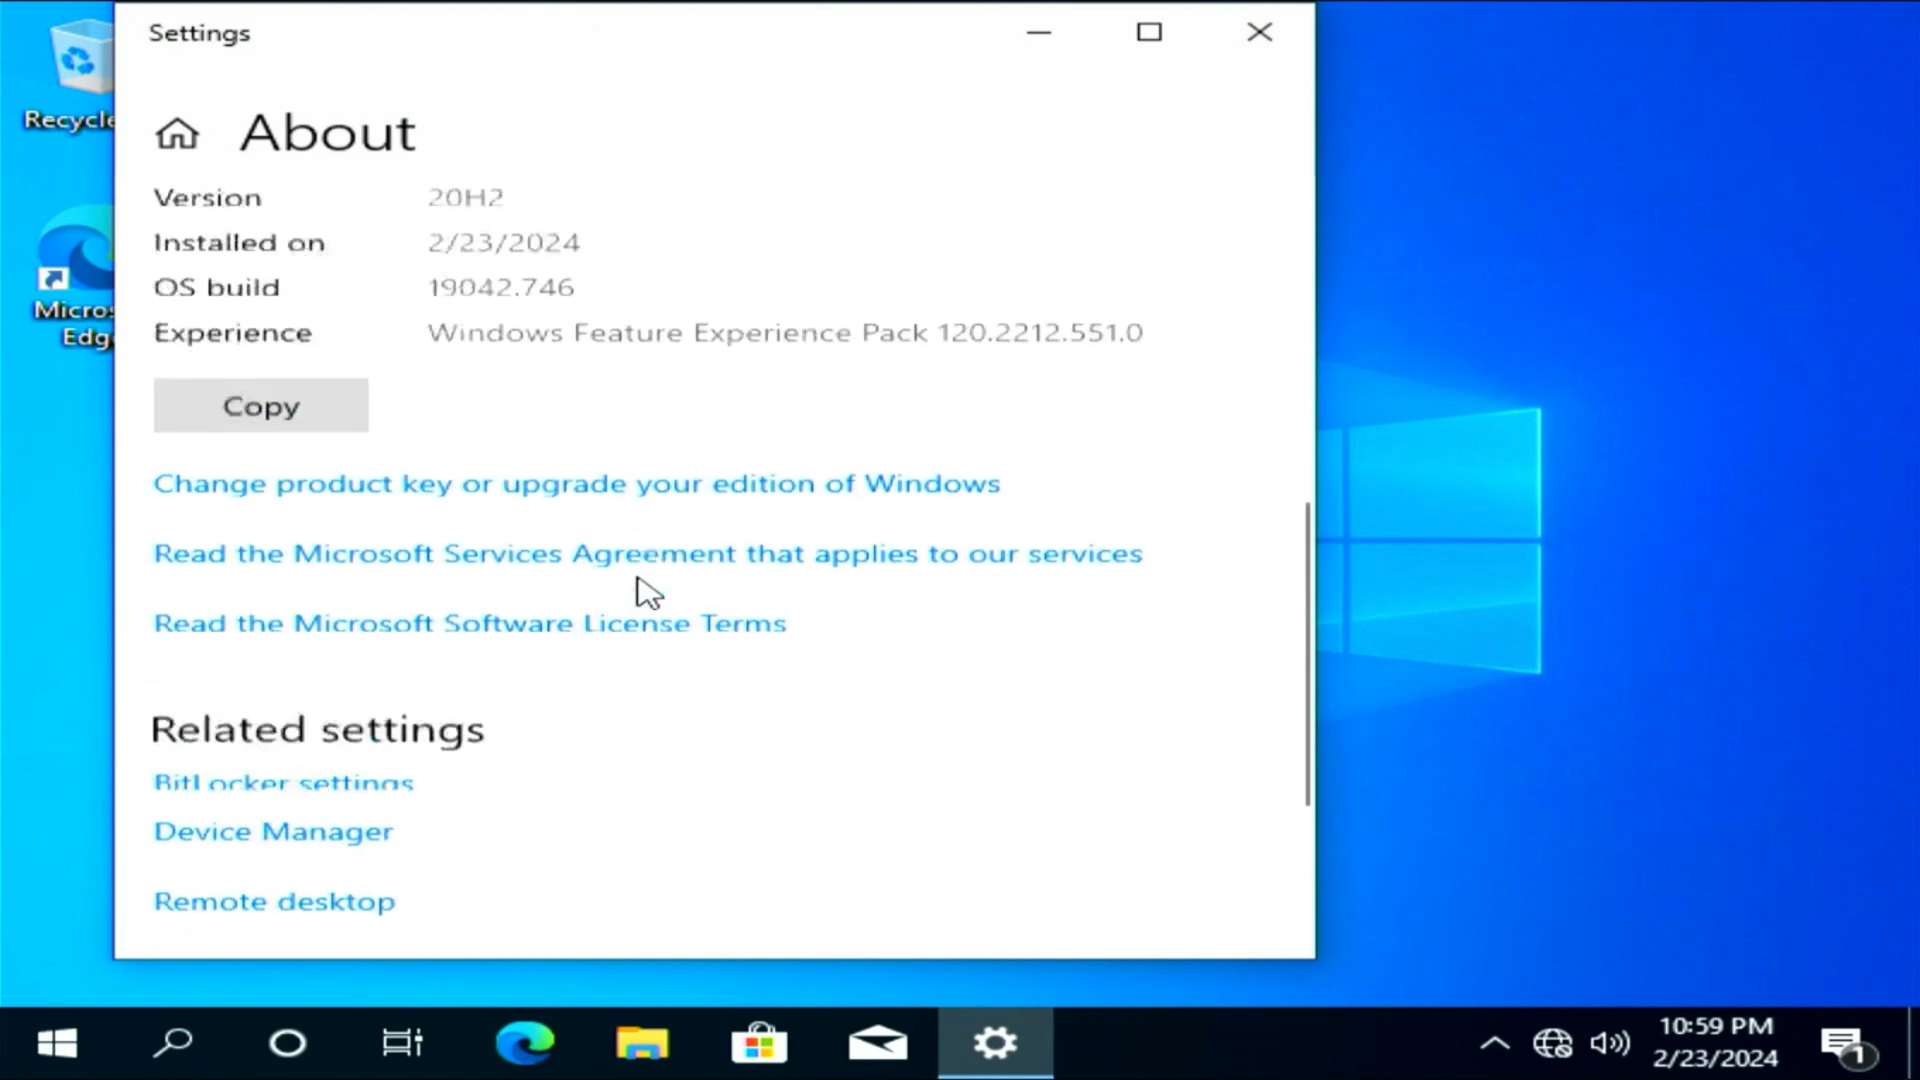 Settings
Recycle
About
Version 20H2
Installed on 2/23/2024
OS build 19042.746
Micros
Edg
Experience Windows Feature Experience Pack 120.2212.551.0
Copy
Change product key or upgrade your edition of Windows
Read the Microsoft Services Agreement that applies to our services
Read the Microsoft Software License Terms
Related settings
BitLocker settings
Device Manager
Remote desktop
10:59 PM
2/23/2024
1